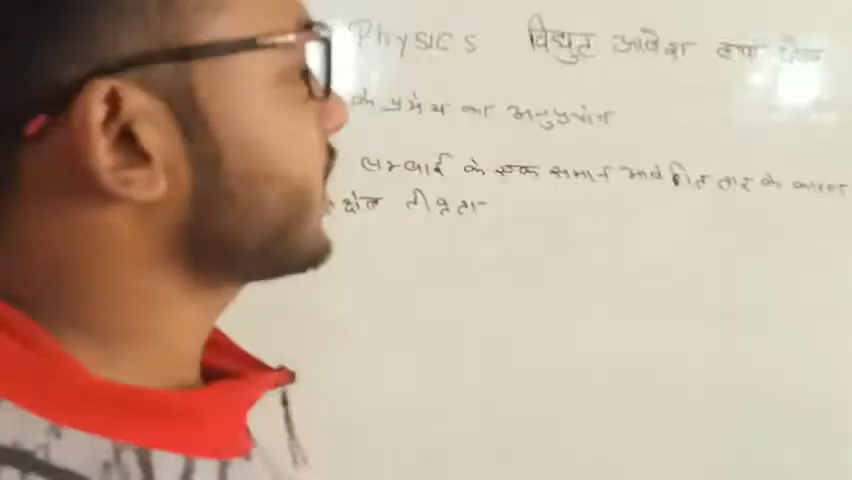 Physics विद्युत आवेश तथा क्षेत्र
के प्रमेय का अनुप्रयोग
लम्बाई के एक समान आवेशित तार के कारण
क्षेत्र तीव्रता-